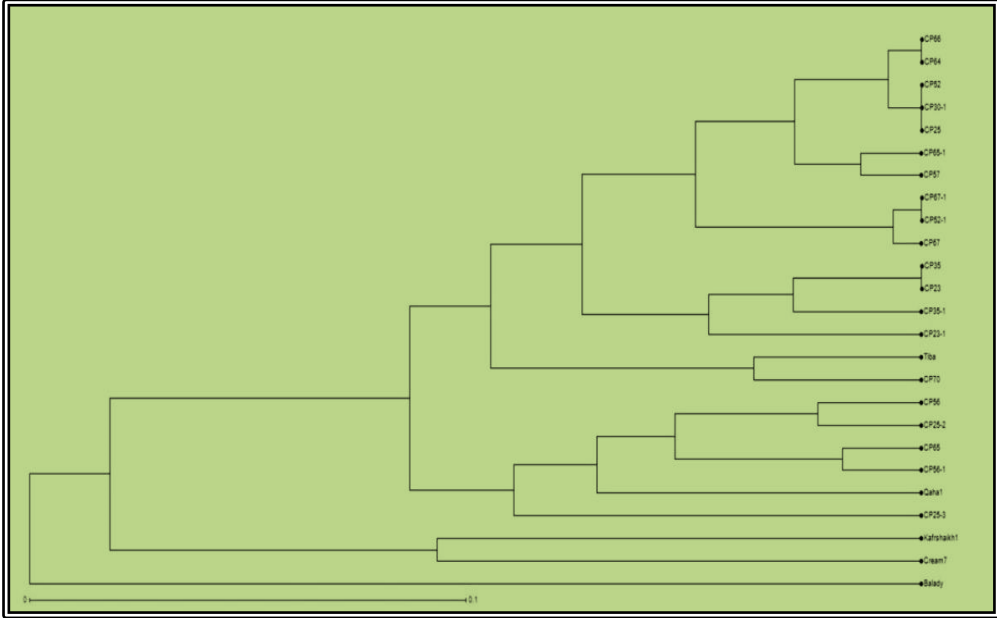 CP66
CP64
CP52
CP30-1
CP25
CP65-1
CP57
CP67-1
CP52-1
CP67
CP35
CP23
CP35-1
CP23-1
Tiba
CP70
CP56
CP25-2
CP65
CP56-1
Qaha1
CP25-3
Kafrshaikh1
Cream7
Balady
0 0.1